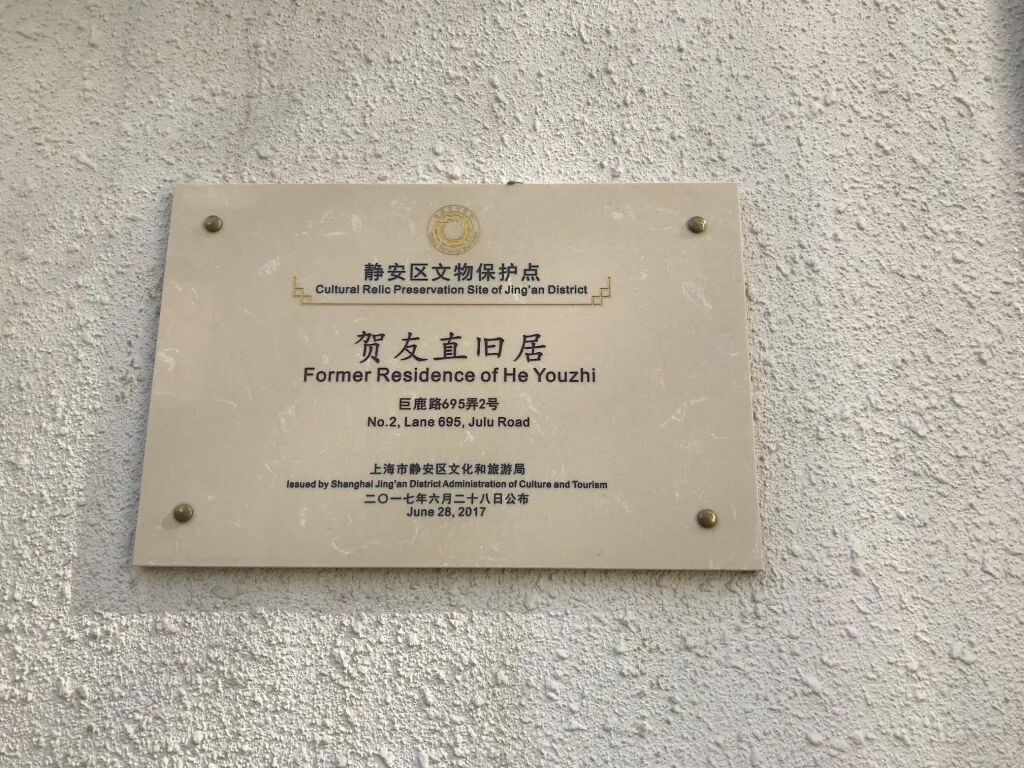 静安区文物保护点
Cultural Relic Preservation Site of Jing'an District
贺友直旧居
Former Residence of He Youzhi
巨鹿路695弄2号
No.2, Lane 695, Julu Road
上海市静安区文化和旅游局
Issued by Shanghai Jing'an District Administration of Culture and Tourism
二〇一七年六月二十八日公布
June 28, 2017